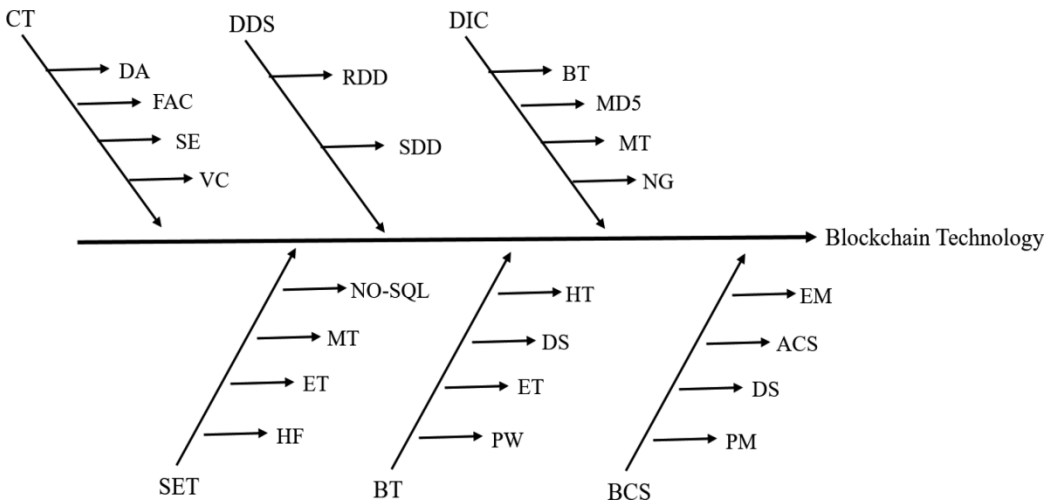 CT
DA
FAC
SE
VC
DDS
RDD
SDD
DIC
BT
MD5
MT
NG
Blockchain Technology
NO-SQL
MT
ET
HF
SET
HT
DS
ET
PW
BT
EM
ACS
DS
PM
BCS